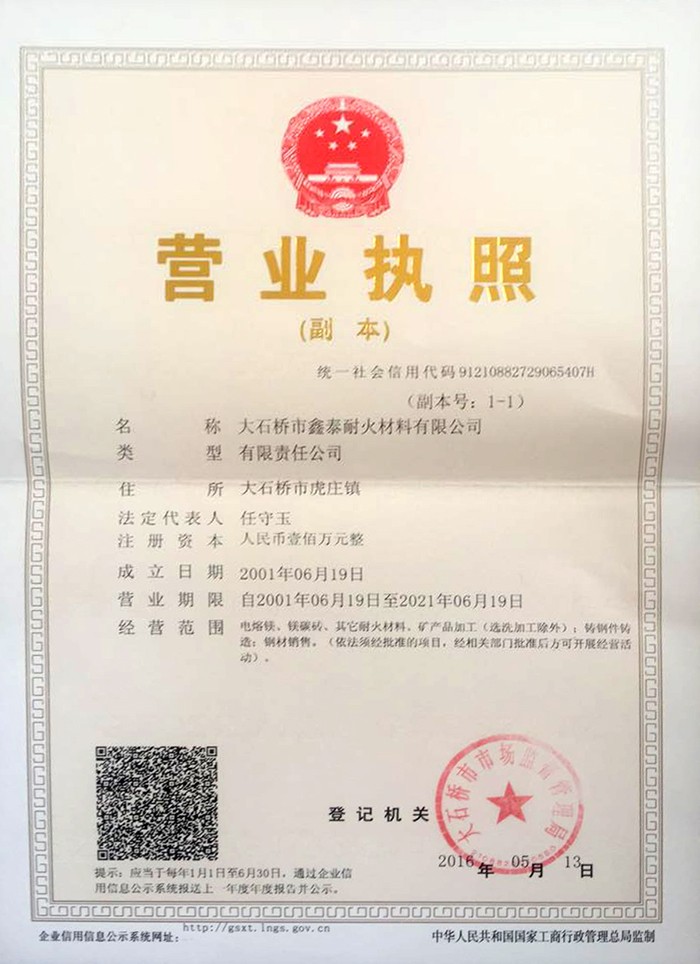 营业执照
(副 本)
统一社会信用代码 91210882729065407H
(副本号：1-1)
名 称 大石桥市鑫泰耐火材料有限公司
类 型 有限责任公司
住 所 大石桥市虎庄镇
法定代表人 任守玉
注册资本 人民币壹佰万元整
成立日期 2001年06月19日
营业期限 自2001年06月19日至2021年06月19日
经营范围 电熔镁、镁碳砖、其它耐火材料、矿产品加工（选洗加工除外）；铸钢件铸
造；钢材销售。（依法须经批准的项目，经相关部门批准后方可开展经营活
动）。
大石桥市市场监督管理局
登记机关
2016年05月13日
提示：应当于每年1月1日至6月30日，通过企业信
用信息公示系统报送上一年度年度报告并公示。
企业信用信息公示系统网址：http://gsxt.lngs.gov.cn
中华人民共和国国家工商行政管理总局监制